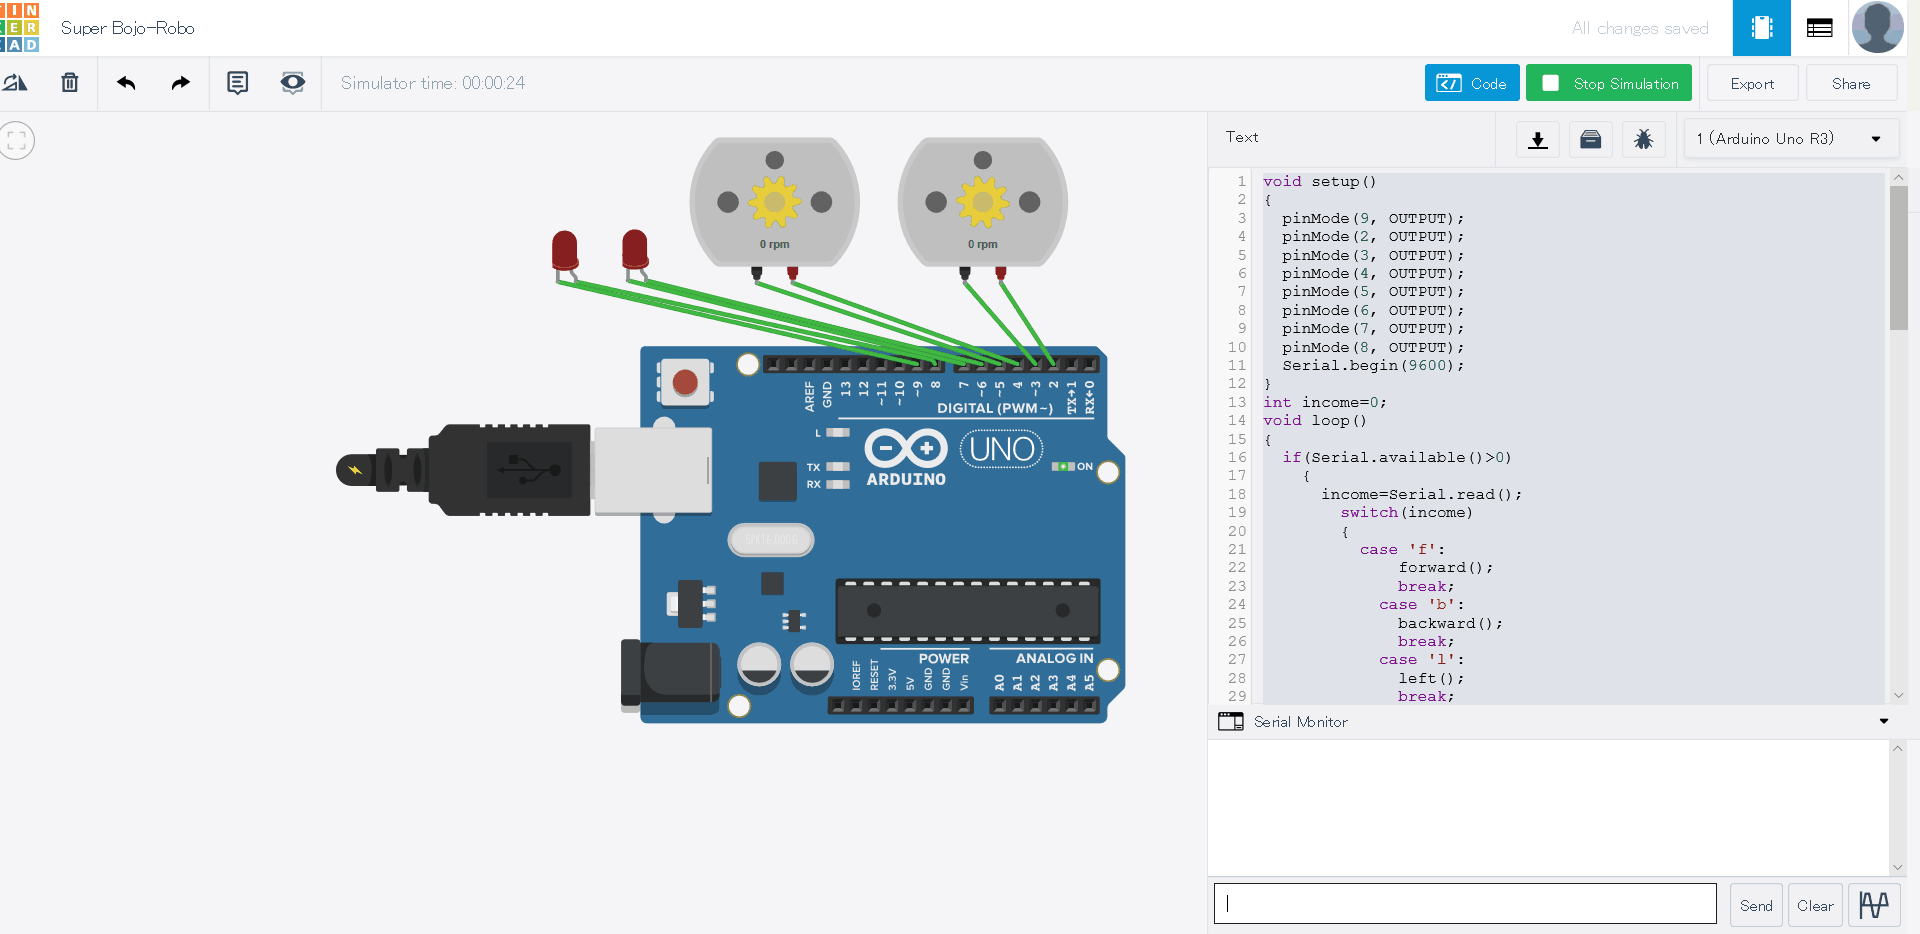 TIN
KER
CAD
Super Bojo-Robo
All changes saved
Simulator time: 00:00:24
Code
Stop Simulation
Export
Share
Text
1 (Arduino Uno R3)
0 rpm
0 rpm
AREF
GND
13
12
~11
~10
~9
8
7
~6
~5
4
~3
2
TX→1
RX←0
DIGITAL (PWM~)
L
TX
RX
ARDUINO
UNO
ON
SPK16.000G
POWER
ANALOG IN
IOREF
RESET
3.3V
5V
GND
GND
Vin
A0
A1
A2
A3
A4
A5
1 void setup()
2 {
3 pinMode(9, OUTPUT);
4 pinMode(2, OUTPUT);
5 pinMode(3, OUTPUT);
6 pinMode(4, OUTPUT);
7 pinMode(5, OUTPUT);
8 pinMode(6, OUTPUT);
9 pinMode(7, OUTPUT);
10 pinMode(8, OUTPUT);
11 Serial.begin(9600);
12 }
13 int income=0;
14 void loop()
15 {
16 if(Serial.available()>0)
17 {
18 income=Serial.read();
19 switch(income)
20 {
21 case 'f':
22 forward();
23 break;
24 case 'b':
25 backward();
26 break;
27 case 'l':
28 left();
29 break;
Serial Monitor
Send
Clear